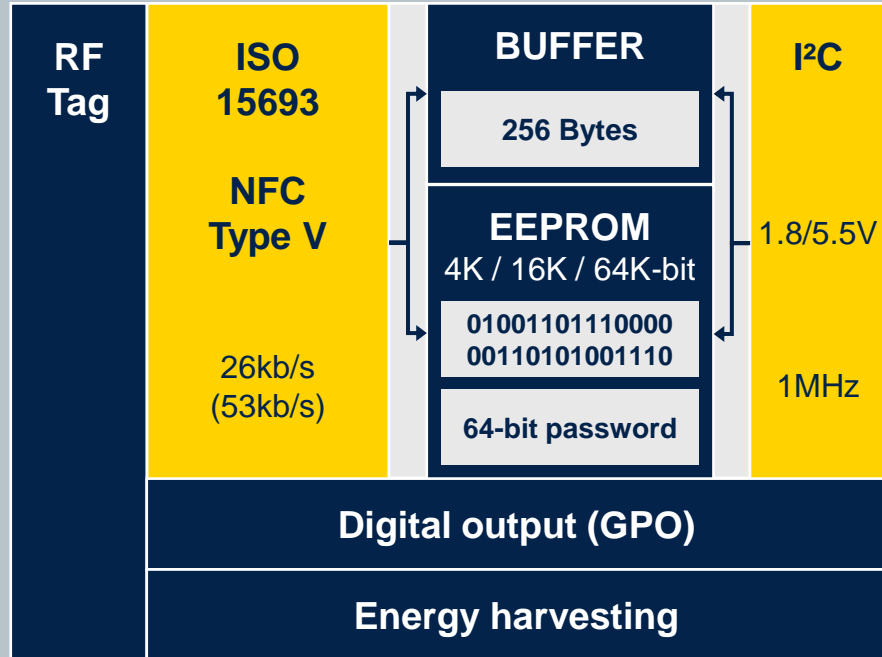 RF
Tag
ISO
15693
NFC
Type V
26kb/s
(53kb/s)
BUFFER
256 Bytes
EEPROM
4K / 16K / 64K-bit
01001101110000
00110101001110
64-bit password
I²C
1.8/5.5V
1MHz
Digital output (GPO)
Energy harvesting